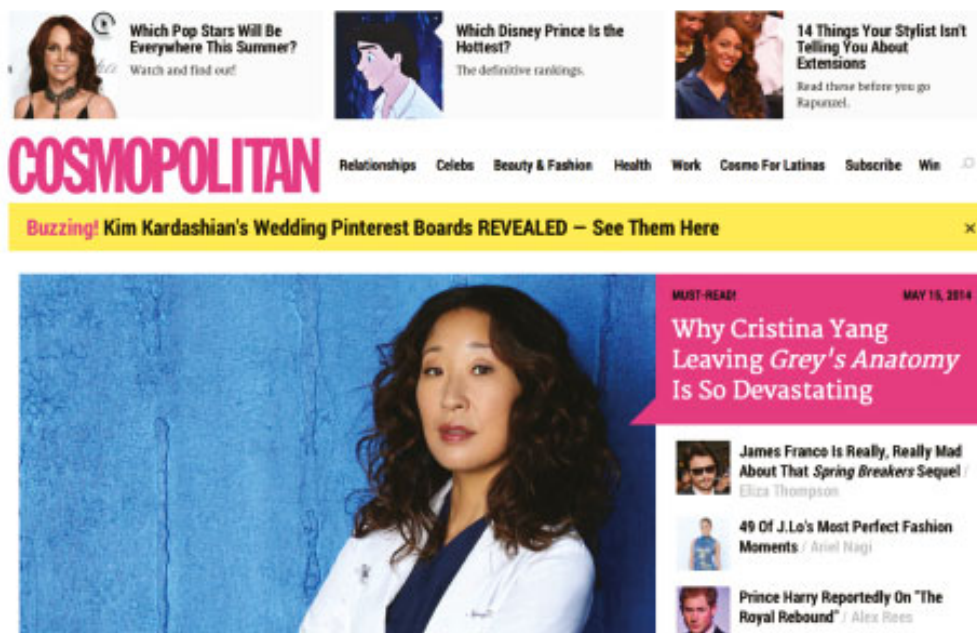 Which Pop Stars Will Be
Everywhere This Summer?
Watch and find out!
Which Disney Prince Is the
Hottest?
The definitive rankings.
14 Things Your Stylist Isn't
Telling You About
Extensions
Read these before you go
Rapunzel.
COSMOPOLITAN
Relationships Celebs Beauty & Fashion Health Work Cosmo For Latinas Subscribe Win
Buzzing! Kim Kardashian's Wedding Pinterest Boards REVEALED — See Them Here ×
MUST-READ! MAY 15, 2014
Why Cristina Yang
Leaving Grey's Anatomy
Is So Devastating
James Franco Is Really, Really Mad
About That Spring Breakers Sequel /
Eliza Thompson
49 Of J.Lo's Most Perfect Fashion
Moments / Ariel Nagi
Prince Harry Reportedly On "The
Royal Rebound" / Alex Rees